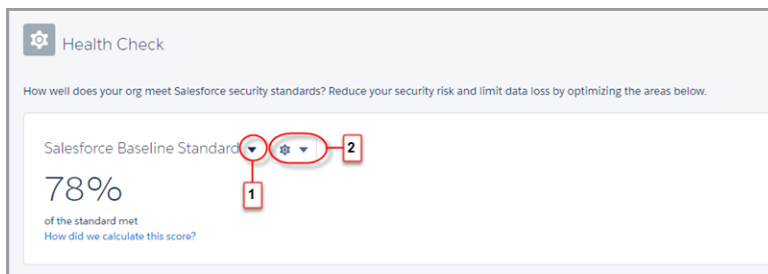 Health Check
How well does your org meet Salesforce security standards? Reduce your security risk and limit data loss by optimizing the areas below.
Salesforce Baseline Standard
2
78%
1
of the standard met
How did we calculate this score?